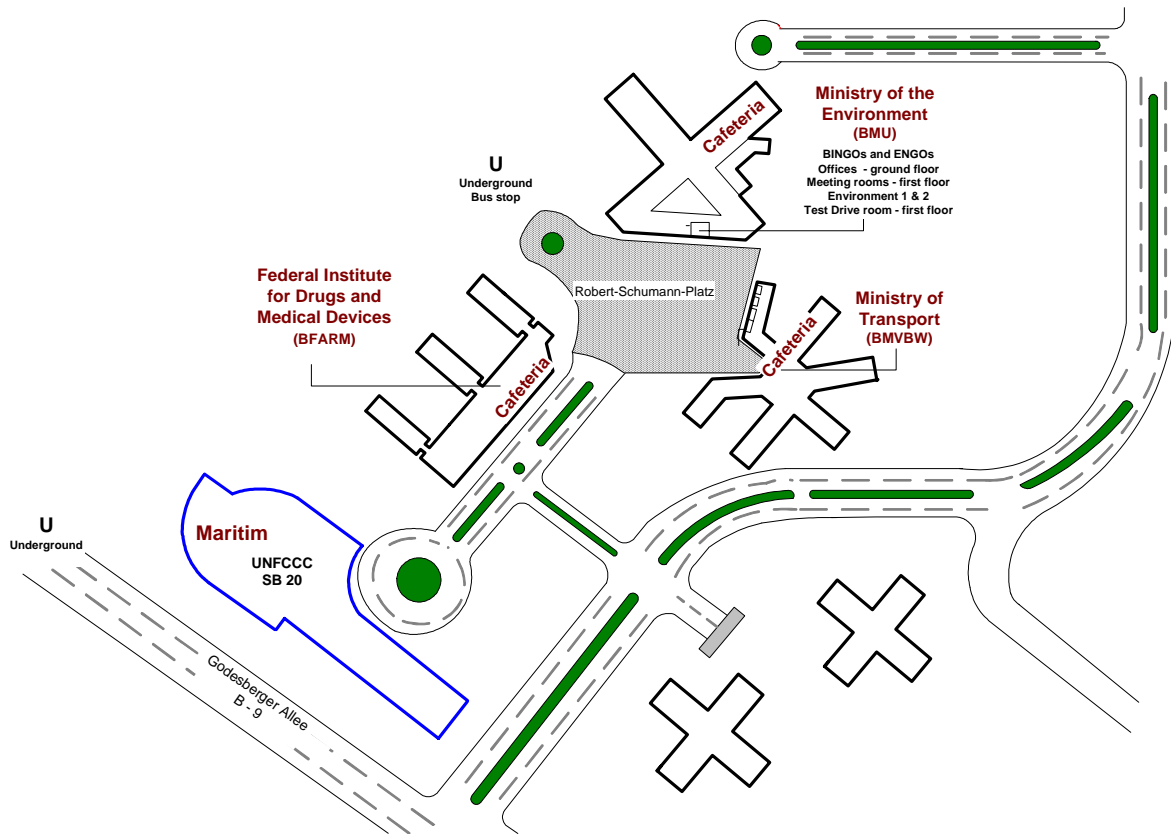 Ministry of the
Environment
(BMU)
BINGOs and ENGOs
Offices - ground floor
Meeting rooms - first floor
Environment 1 & 2
Test Drive room - first floor
Cafeteria
U
Underground
Bus stop
Federal Institute
for Drugs and
Medical Devices
(BFARM)
Robert-Schumann-Platz
Ministry of
Transport
(BMVBW)
Cafeteria
Cafeteria
U
Underground
Maritim
UNFCCC
SB 20
Godesberger Allee
B - 9